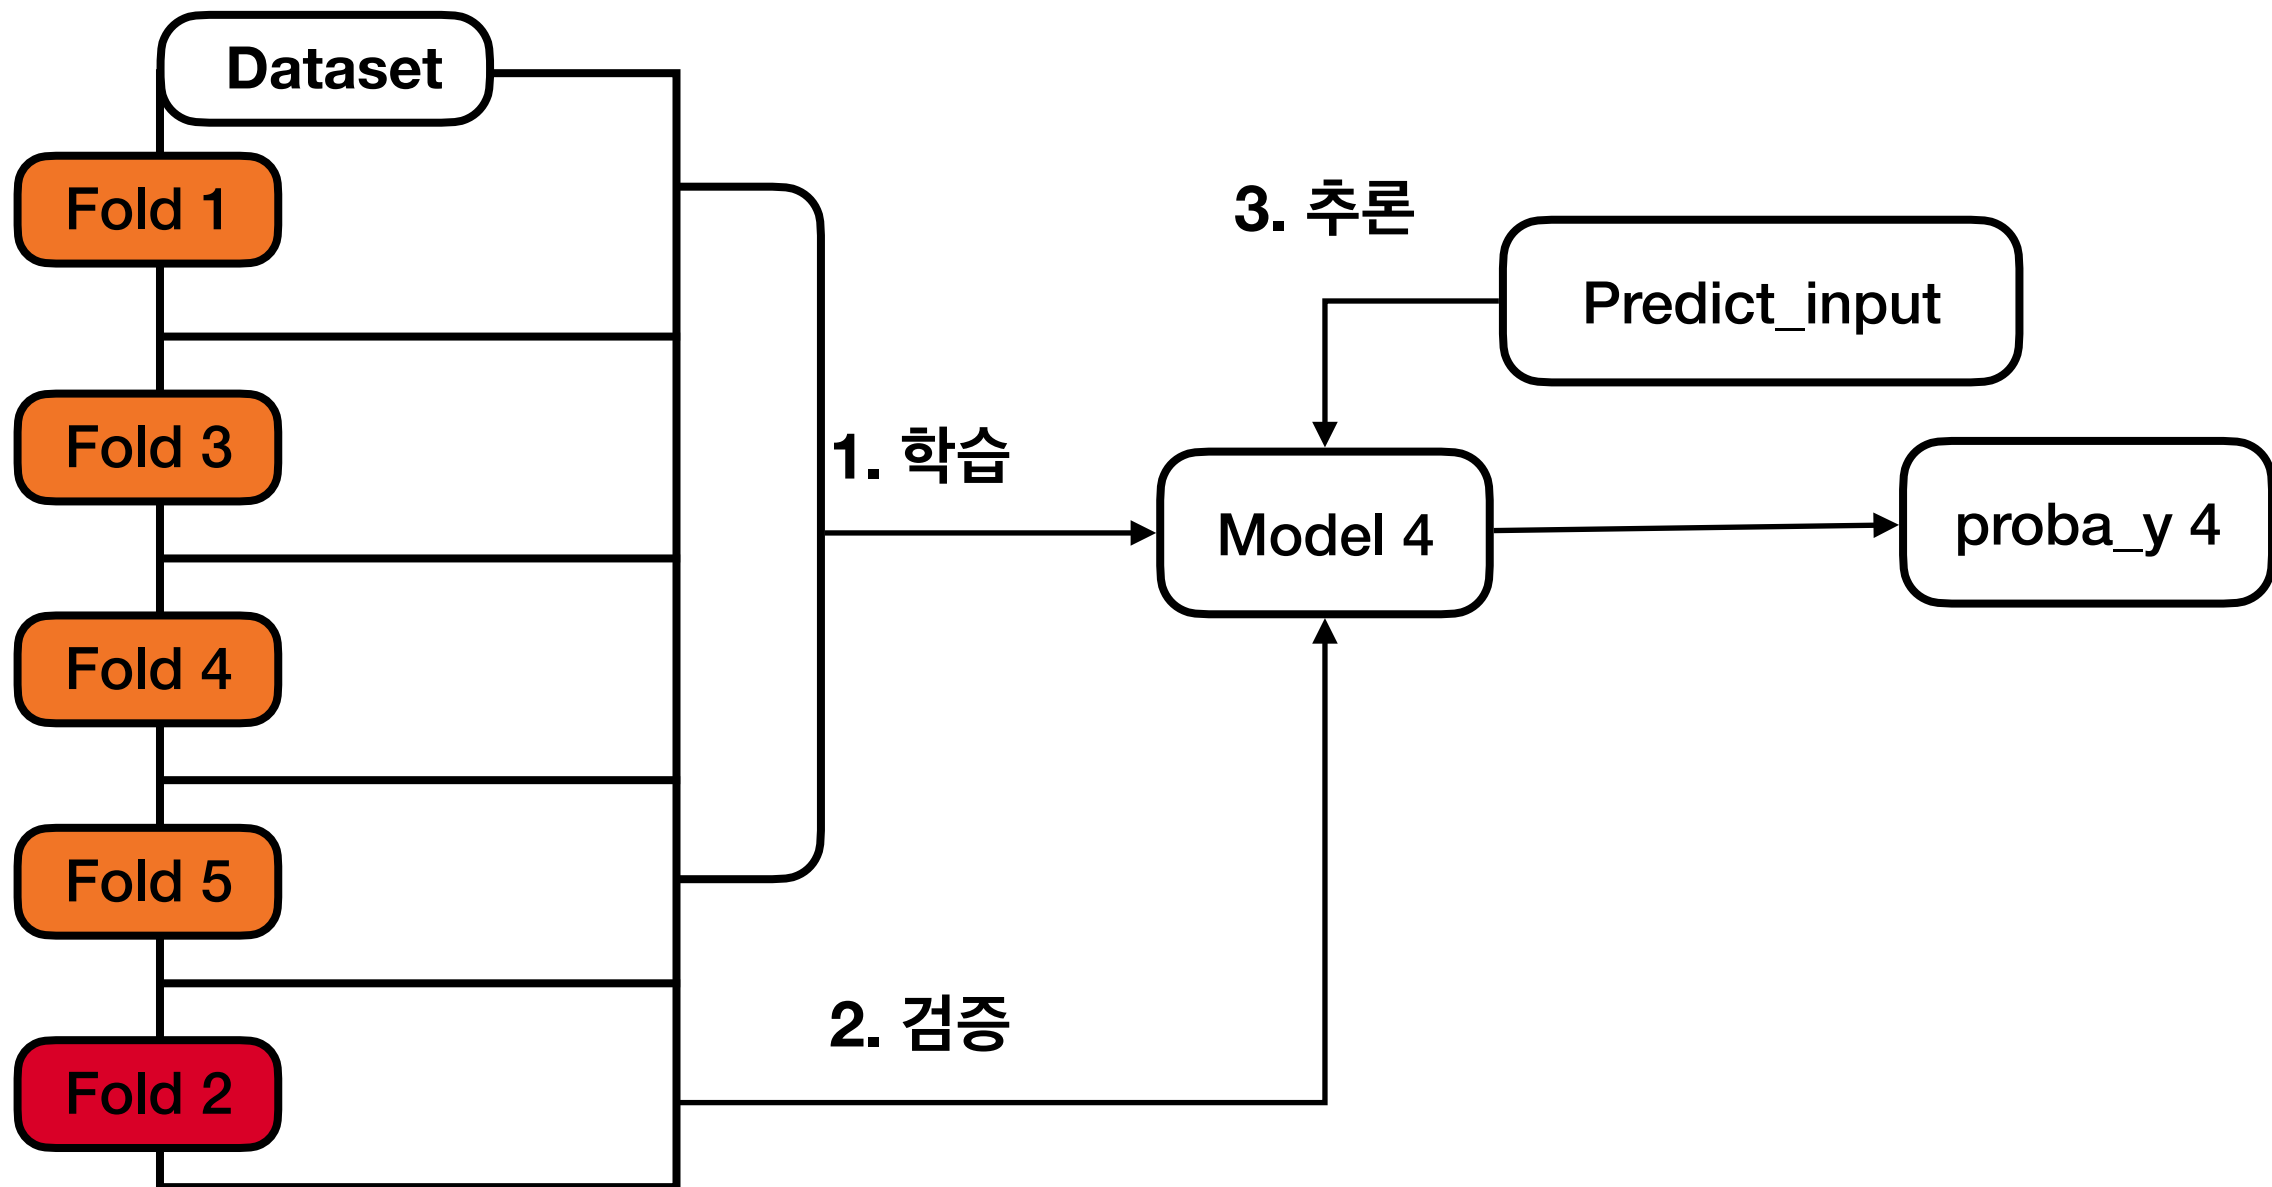 Dataset
Fold 1
Fold 3
Fold 4
Fold 5
Fold 2
1. 학습
2. 검증
3. 추론
Predict_input
Model 4
proba_y 4